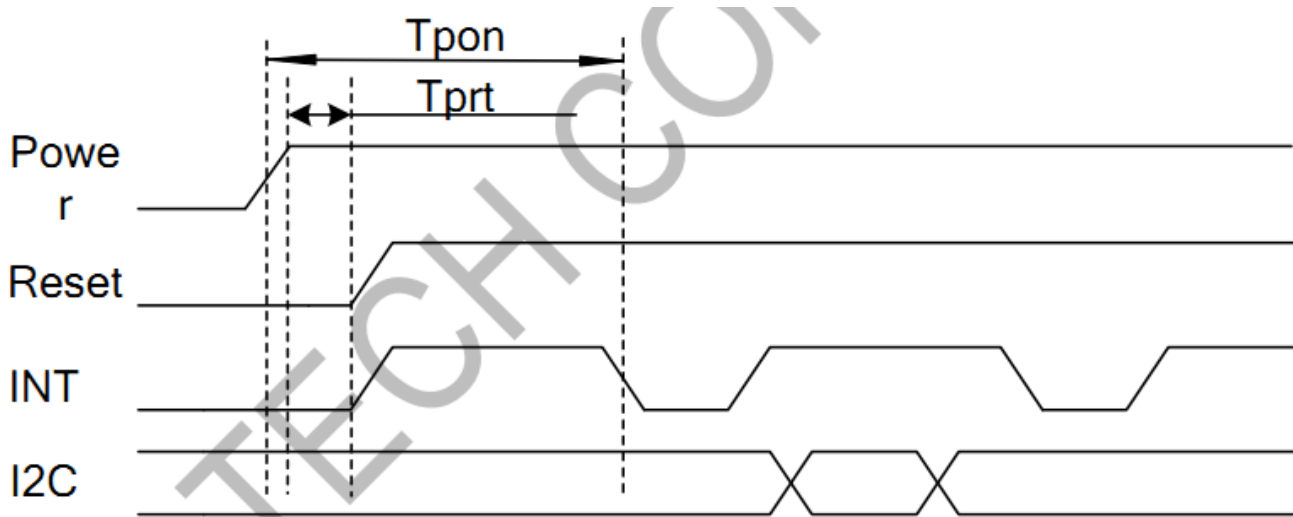 Tpon
Tprt
Powe
r
Reset
INT
I2C
TECH CO